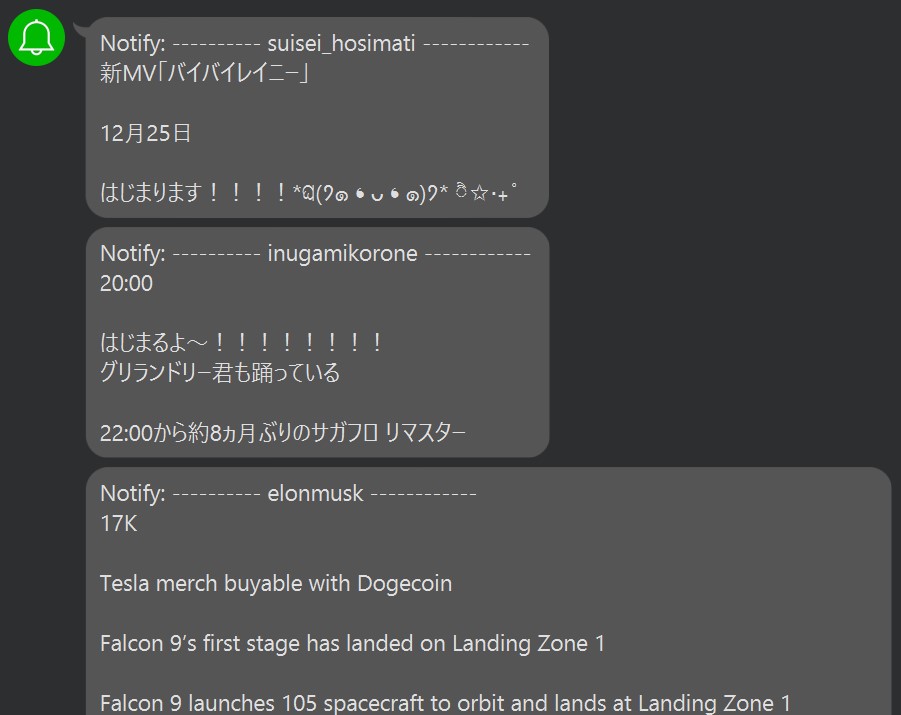 Notify: ---------- suisei_hosimati ------------
新MV「バイバイレイニー」
12月25日
はじまります！！！！*ຊ(?๑•̀ᴗ•́๑)?* ೆ☆･+゜
Notify: ---------- inugamikorone ------------
20:00
はじまるよ～！！！！！！！！
グリランドリー君も踊っている
22:00から約8ヵ月ぶりのサガフロ リマスター
Notify: ---------- elonmusk ------------
17K
Tesla merch buyable with Dogecoin
Falcon 9’s first stage has landed on Landing Zone 1
Falcon 9 launches 105 spacecraft to orbit and lands at Landing Zone 1